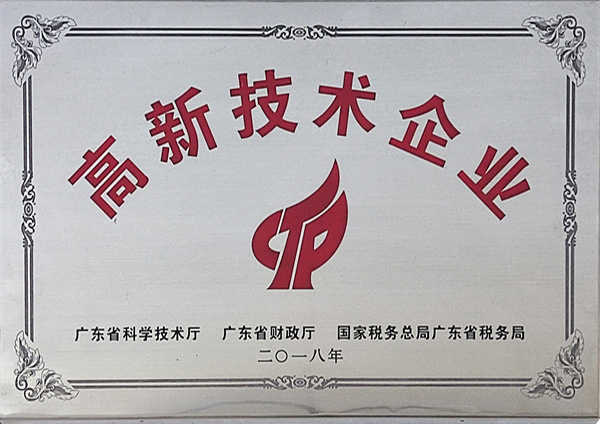 高新技术企业
广东省科学技术厅 广东省财政厅 国家税务总局广东省税务局
二〇一八年